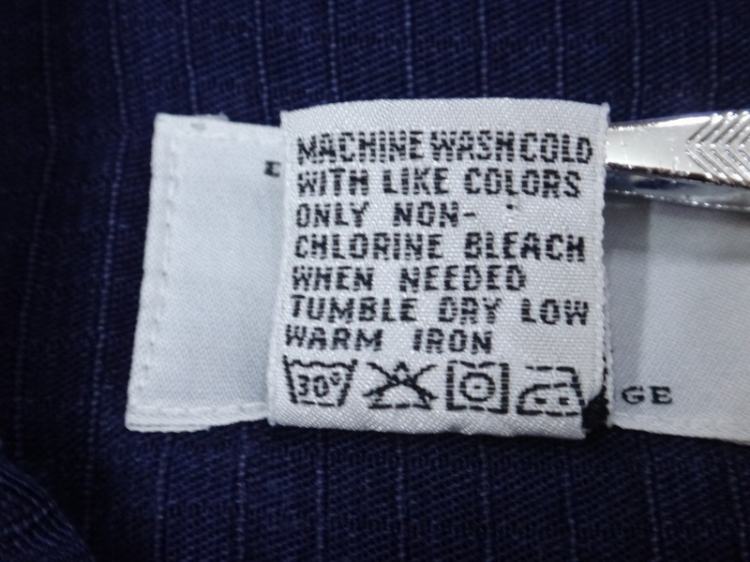 MACHINE WASH COLD
WITH LIKE COLORS
ONLY NON-
CHLORINE BLEACH
WHEN NEEDED
TUMBLE DRY LOW
WARM IRON
30°
GE